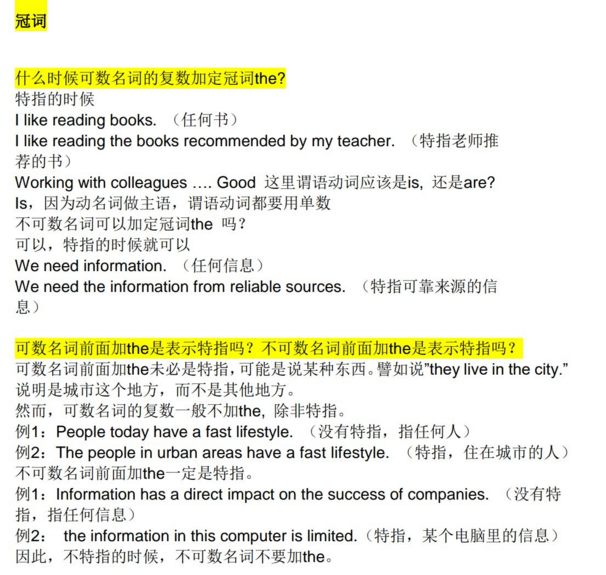 冠词
什么时候可数名词的复数加定冠词the?
特指的时候
I like reading books. （任何书）
I like reading the books recommended by my teacher. （特指老师推
荐的书）
Working with colleagues …. Good 这里谓语动词应该是is, 还是are?
Is，因为动名词做主语，谓语动词都要用单数
不可数名词可以加定冠词the 吗？
可以，特指的时候就可以
We need information. （任何信息）
We need the information from reliable sources. （特指可靠来源的信
息）
可数名词前面加the是表示特指吗？不可数名词前面加the是表示特指吗？
可数名词前面加the未必是特指，可能是说某种东西。譬如说”they live in the city.”
说明是城市这个地方，而不是其他地方。
然而，可数名词的复数一般不加the, 除非特指。
例1：People today have a fast lifestyle. （没有特指，指任何人）
例2：The people in urban areas have a fast lifestyle. （特指，住在城市的人）
不可数名词前面加the一定是特指。
例1：Information has a direct impact on the success of companies. （没有特
指，指任何信息）
例2： the information in this computer is limited.（特指，某个电脑里的信息）
因此，不特指的时候，不可数名词不要加the。